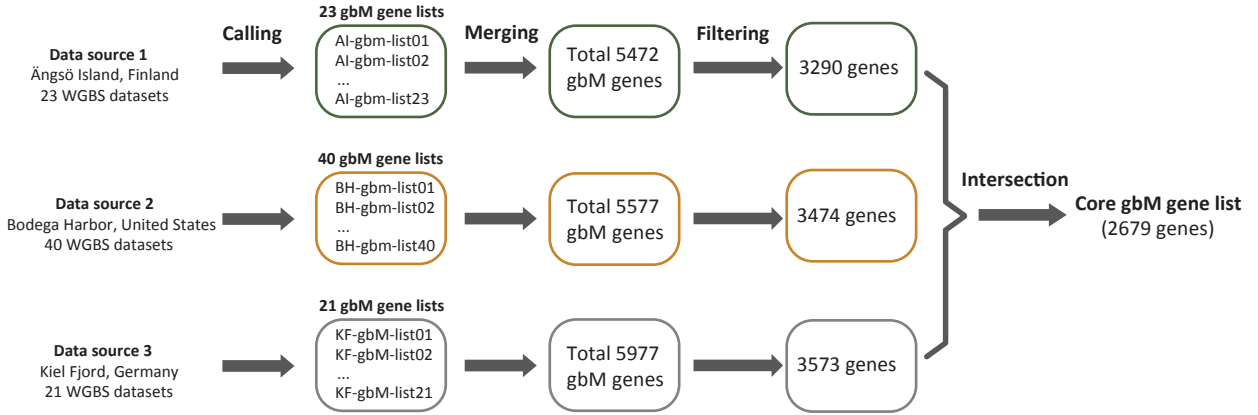 Calling
Merging
Filtering
Data source 1
Ängsö Island, Finland
23 WGBS datasets
23 gbM gene lists
AI-gbm-list01
AI-gbm-list02
...
AI-gbm-list23
Total 5472
gbM genes
3290 genes
Data source 2
Bodega Harbor, United States
40 WGBS datasets
40 gbM gene lists
BH-gbm-list01
BH-gbm-list02
...
BH-gbm-list40
Total 5577
gbM genes
3474 genes
Data source 3
Kiel Fjord, Germany
21 WGBS datasets
21 gbM gene lists
KF-gbM-list01
KF-gbM-list02
...
KF-gbM-list21
Total 5977
gbM genes
3573 genes
Intersection
Core gbM gene list
(2679 genes)